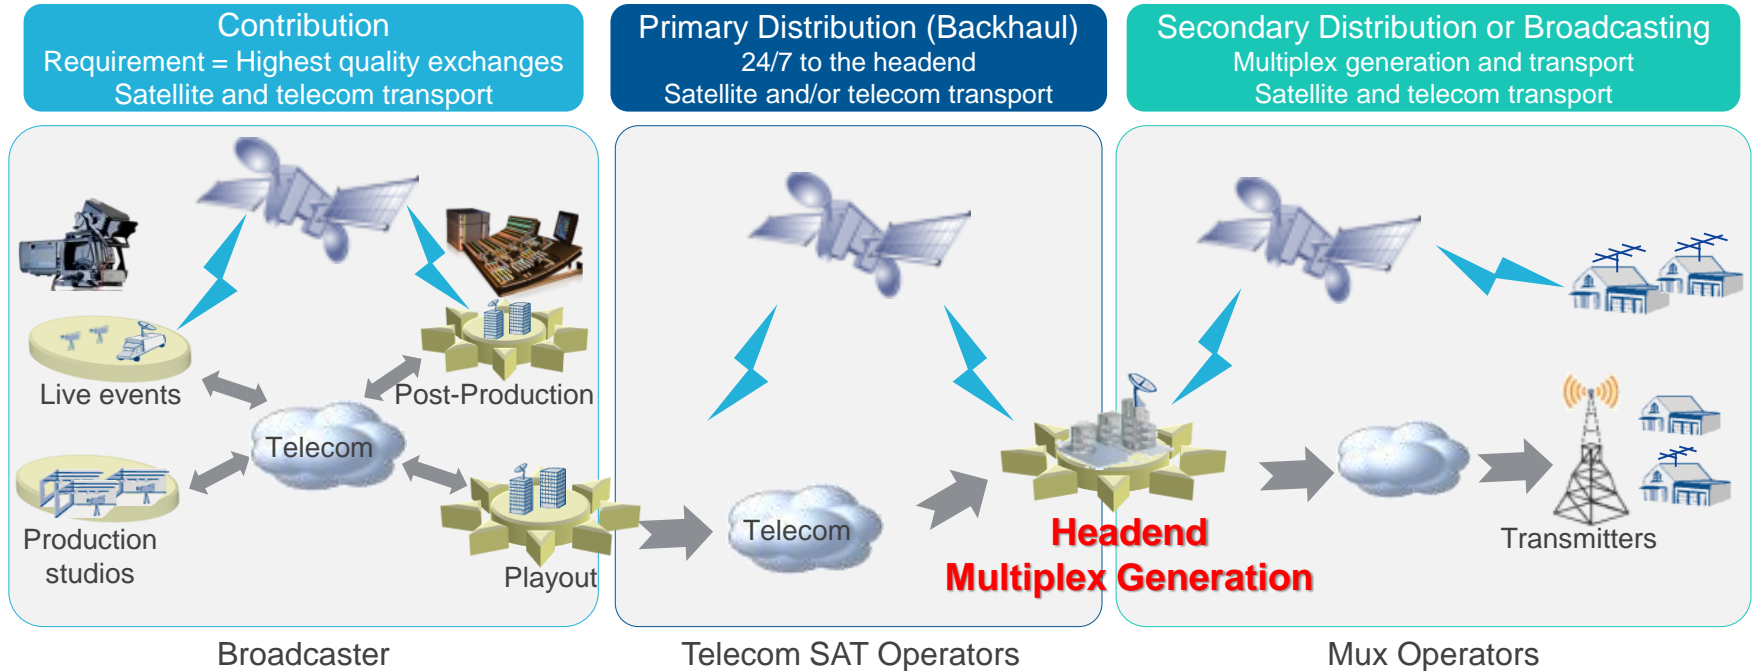 Contribution
Requirement = Highest quality exchanges
Satellite and telecom transport
Primary Distribution (Backhaul)
24/7 to the headend
Satellite and/or telecom transport
Secondary Distribution or Broadcasting
Multiplex generation and transport
Satellite and telecom transport
Live events
Post-Production
Telecom
Production
studios
Playout
Telecom
Headend
Multiplex Generation
Transmitters
Broadcaster
Telecom SAT Operators
Mux Operators